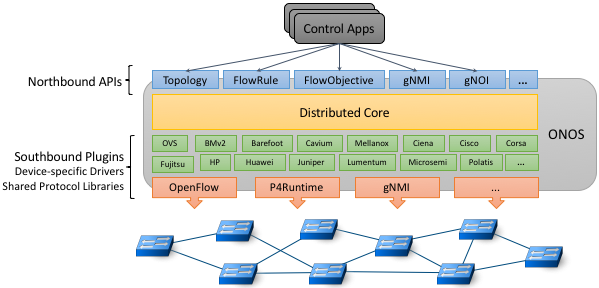 Control Apps
Northbound APIs
Topology FlowRule FlowObjective gNMI gNOI ...
Distributed Core
ONOS
OVS BMv2 Barefoot Cavium Mellanox Ciena Cisco Corsa
Fujitsu HP Huawei Juniper Lumentum Microsemi Polatis ...
Southbound Plugins
Device-specific Drivers
Shared Protocol Libraries
OpenFlow P4Runtime gNMI ...